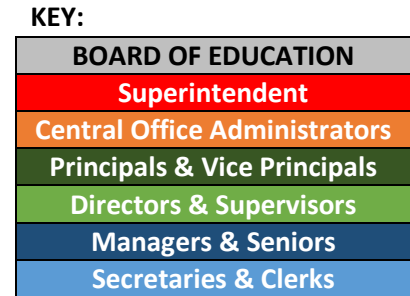 KEY:
BOARD OF EDUCATION
Superintendent
Central Office Administrators
Principals & Vice Principals
Directors & Supervisors
Managers & Seniors
Secretaries & Clerks